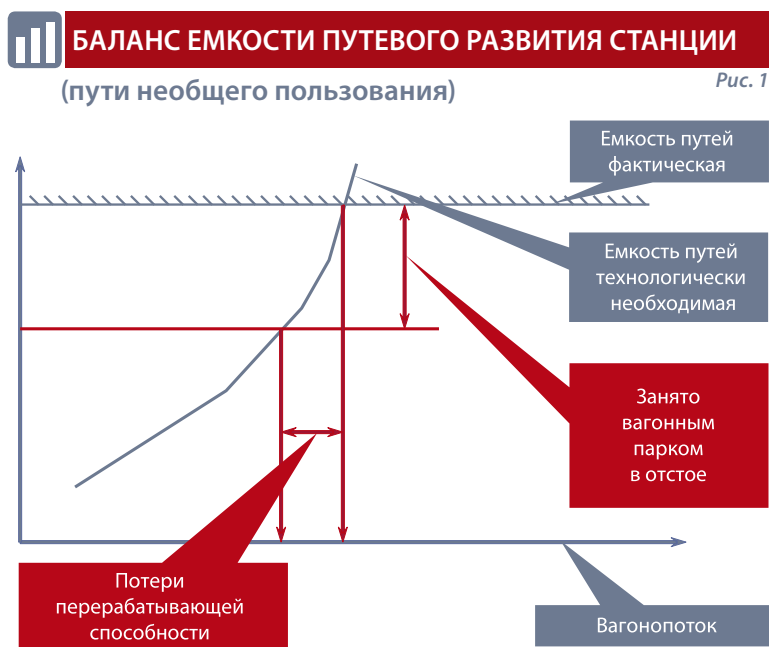 БАЛАНС ЕМКОСТИ ПУТЕВОГО РАЗВИТИЯ СТАНЦИИ
(пути необщего пользования)
Рис. 1
Емкость путей
фактическая
Емкость путей
технологически
необходимая
Занято
вагонным
парком
в отстое
Потери
перерабатывающей
способности
Вагонопоток